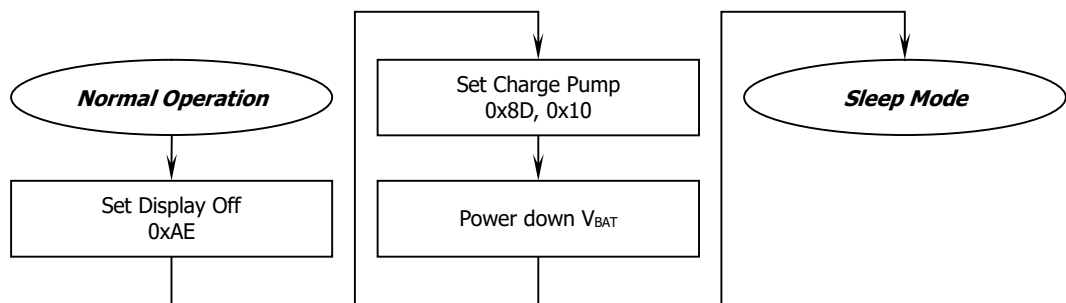 Normal Operation
Set Display Off
0xAE
Set Charge Pump
0x8D, 0x10
Power down VBAT
Sleep Mode